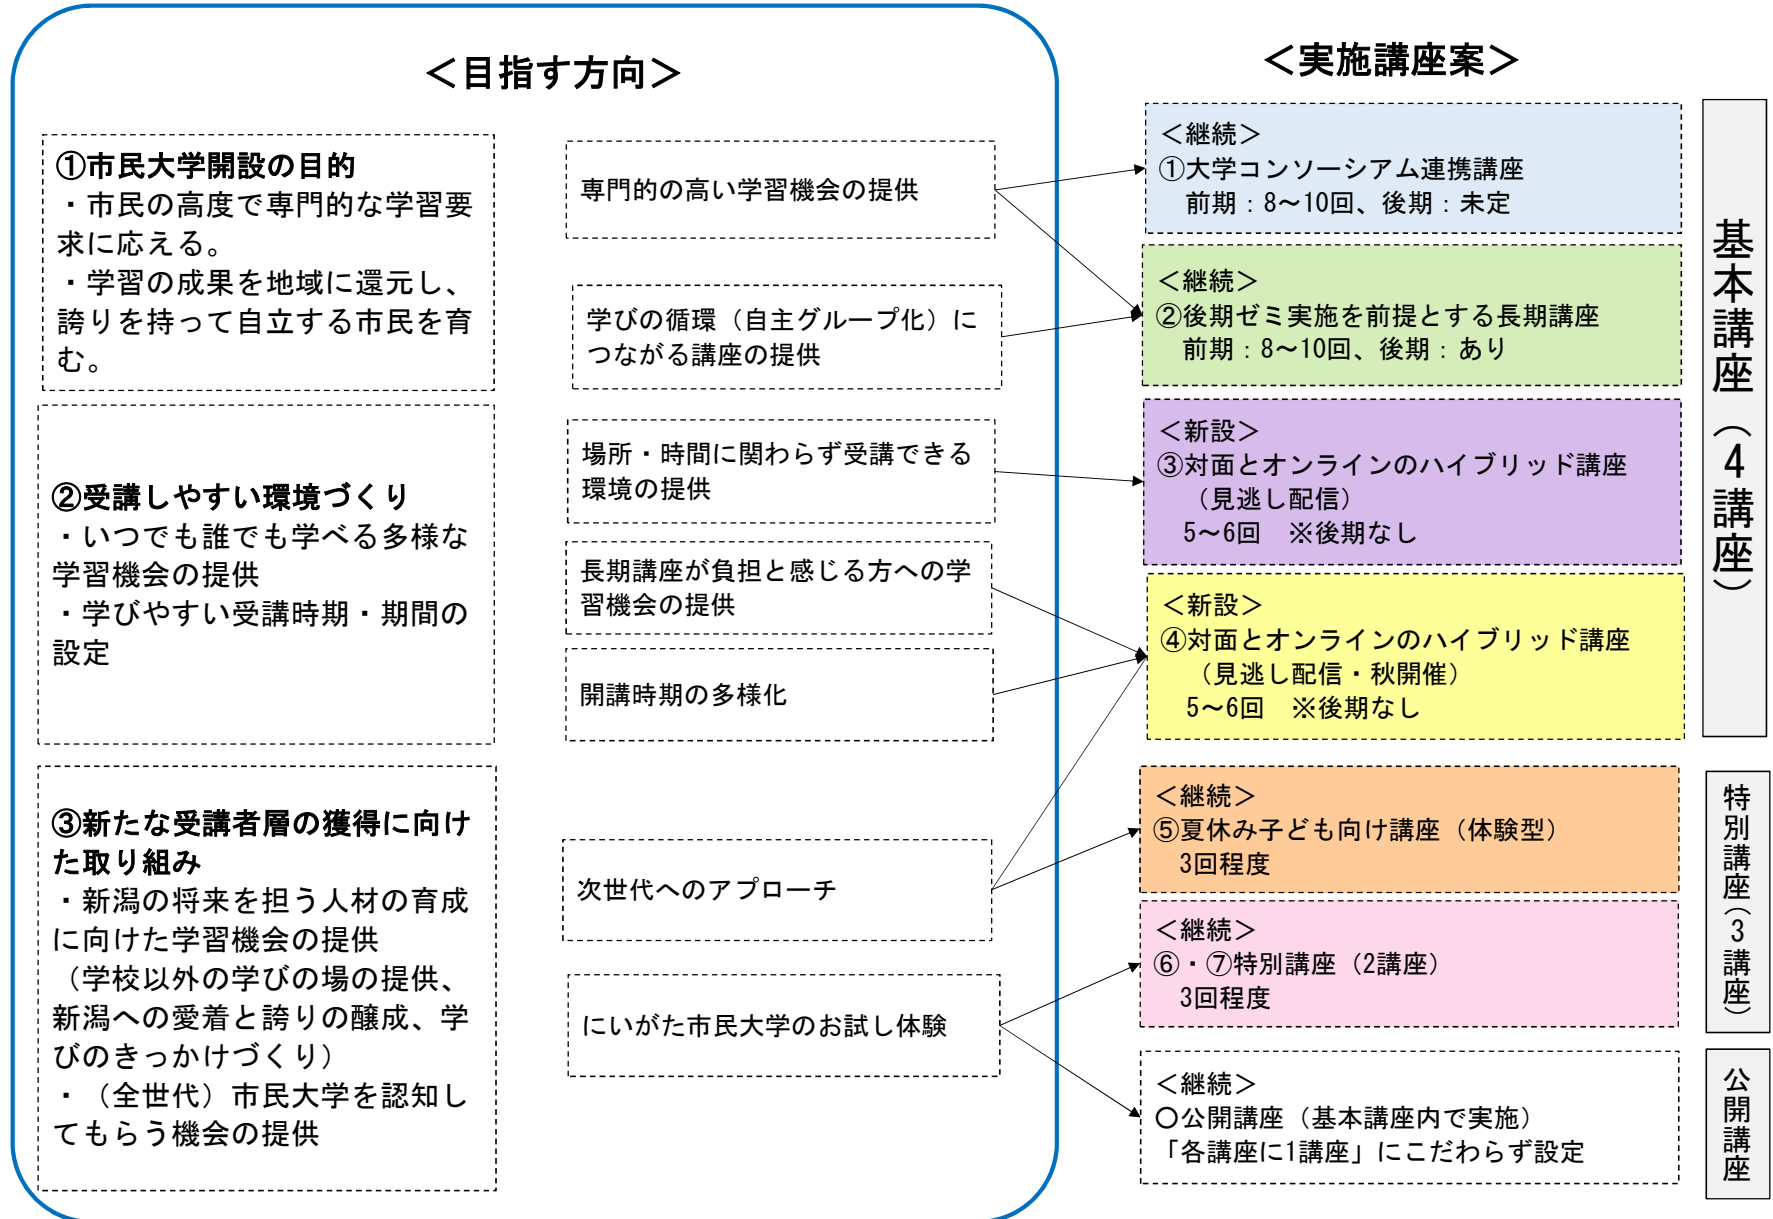 ＜目指す方向＞
①市民大学開設の目的
・市民の高度で専門的な学習要
求に応える。
・学習の成果を地域に還元し、
誇りを持って自立する市民を育
む。
②受講しやすい環境づくり
・いつでも誰でも学べる多様な
学習機会の提供
・学びやすい受講時期・期間の
設定
③新たな受講者層の獲得に向け
た取り組み
・新潟の将来を担う人材の育成
に向けた学習機会の提供
（学校以外の学びの場の提供、
新潟への愛着と誇りの醸成、学
びのきっかけづくり）
・（全世代）市民大学を認知し
てもらう機会の提供
専門的の高い学習機会の提供
学びの循環（自主グループ化）に
つながる講座の提供
場所・時間に関わらず受講できる
環境の提供
長期講座が負担と感じる方への学
習機会の提供
開講時期の多様化
次世代へのアプローチ
にいがた市民大学のお試し体験
＜実施講座案＞
＜継続＞
①大学コンソーシアム連携講座
前期：8～10回、後期：未定
＜継続＞
②後期ゼミ実施を前提とする長期講座
前期：8～10回、後期：あり
＜新設＞
③対面とオンラインのハイブリッド講座
（見逃し配信）
5～6回　※後期なし
＜新設＞
④対面とオンラインのハイブリッド講座
（見逃し配信・秋開催）
5～6回　※後期なし
＜継続＞
⑤夏休み子ども向け講座（体験型）
3回程度
＜継続＞
⑥・⑦特別講座（2講座）
3回程度
＜継続＞
〇公開講座（基本講座内で実施）
「各講座に1講座」にこだわらず設定
基本講座（4講座）
特別講座（3講座）
公開講座